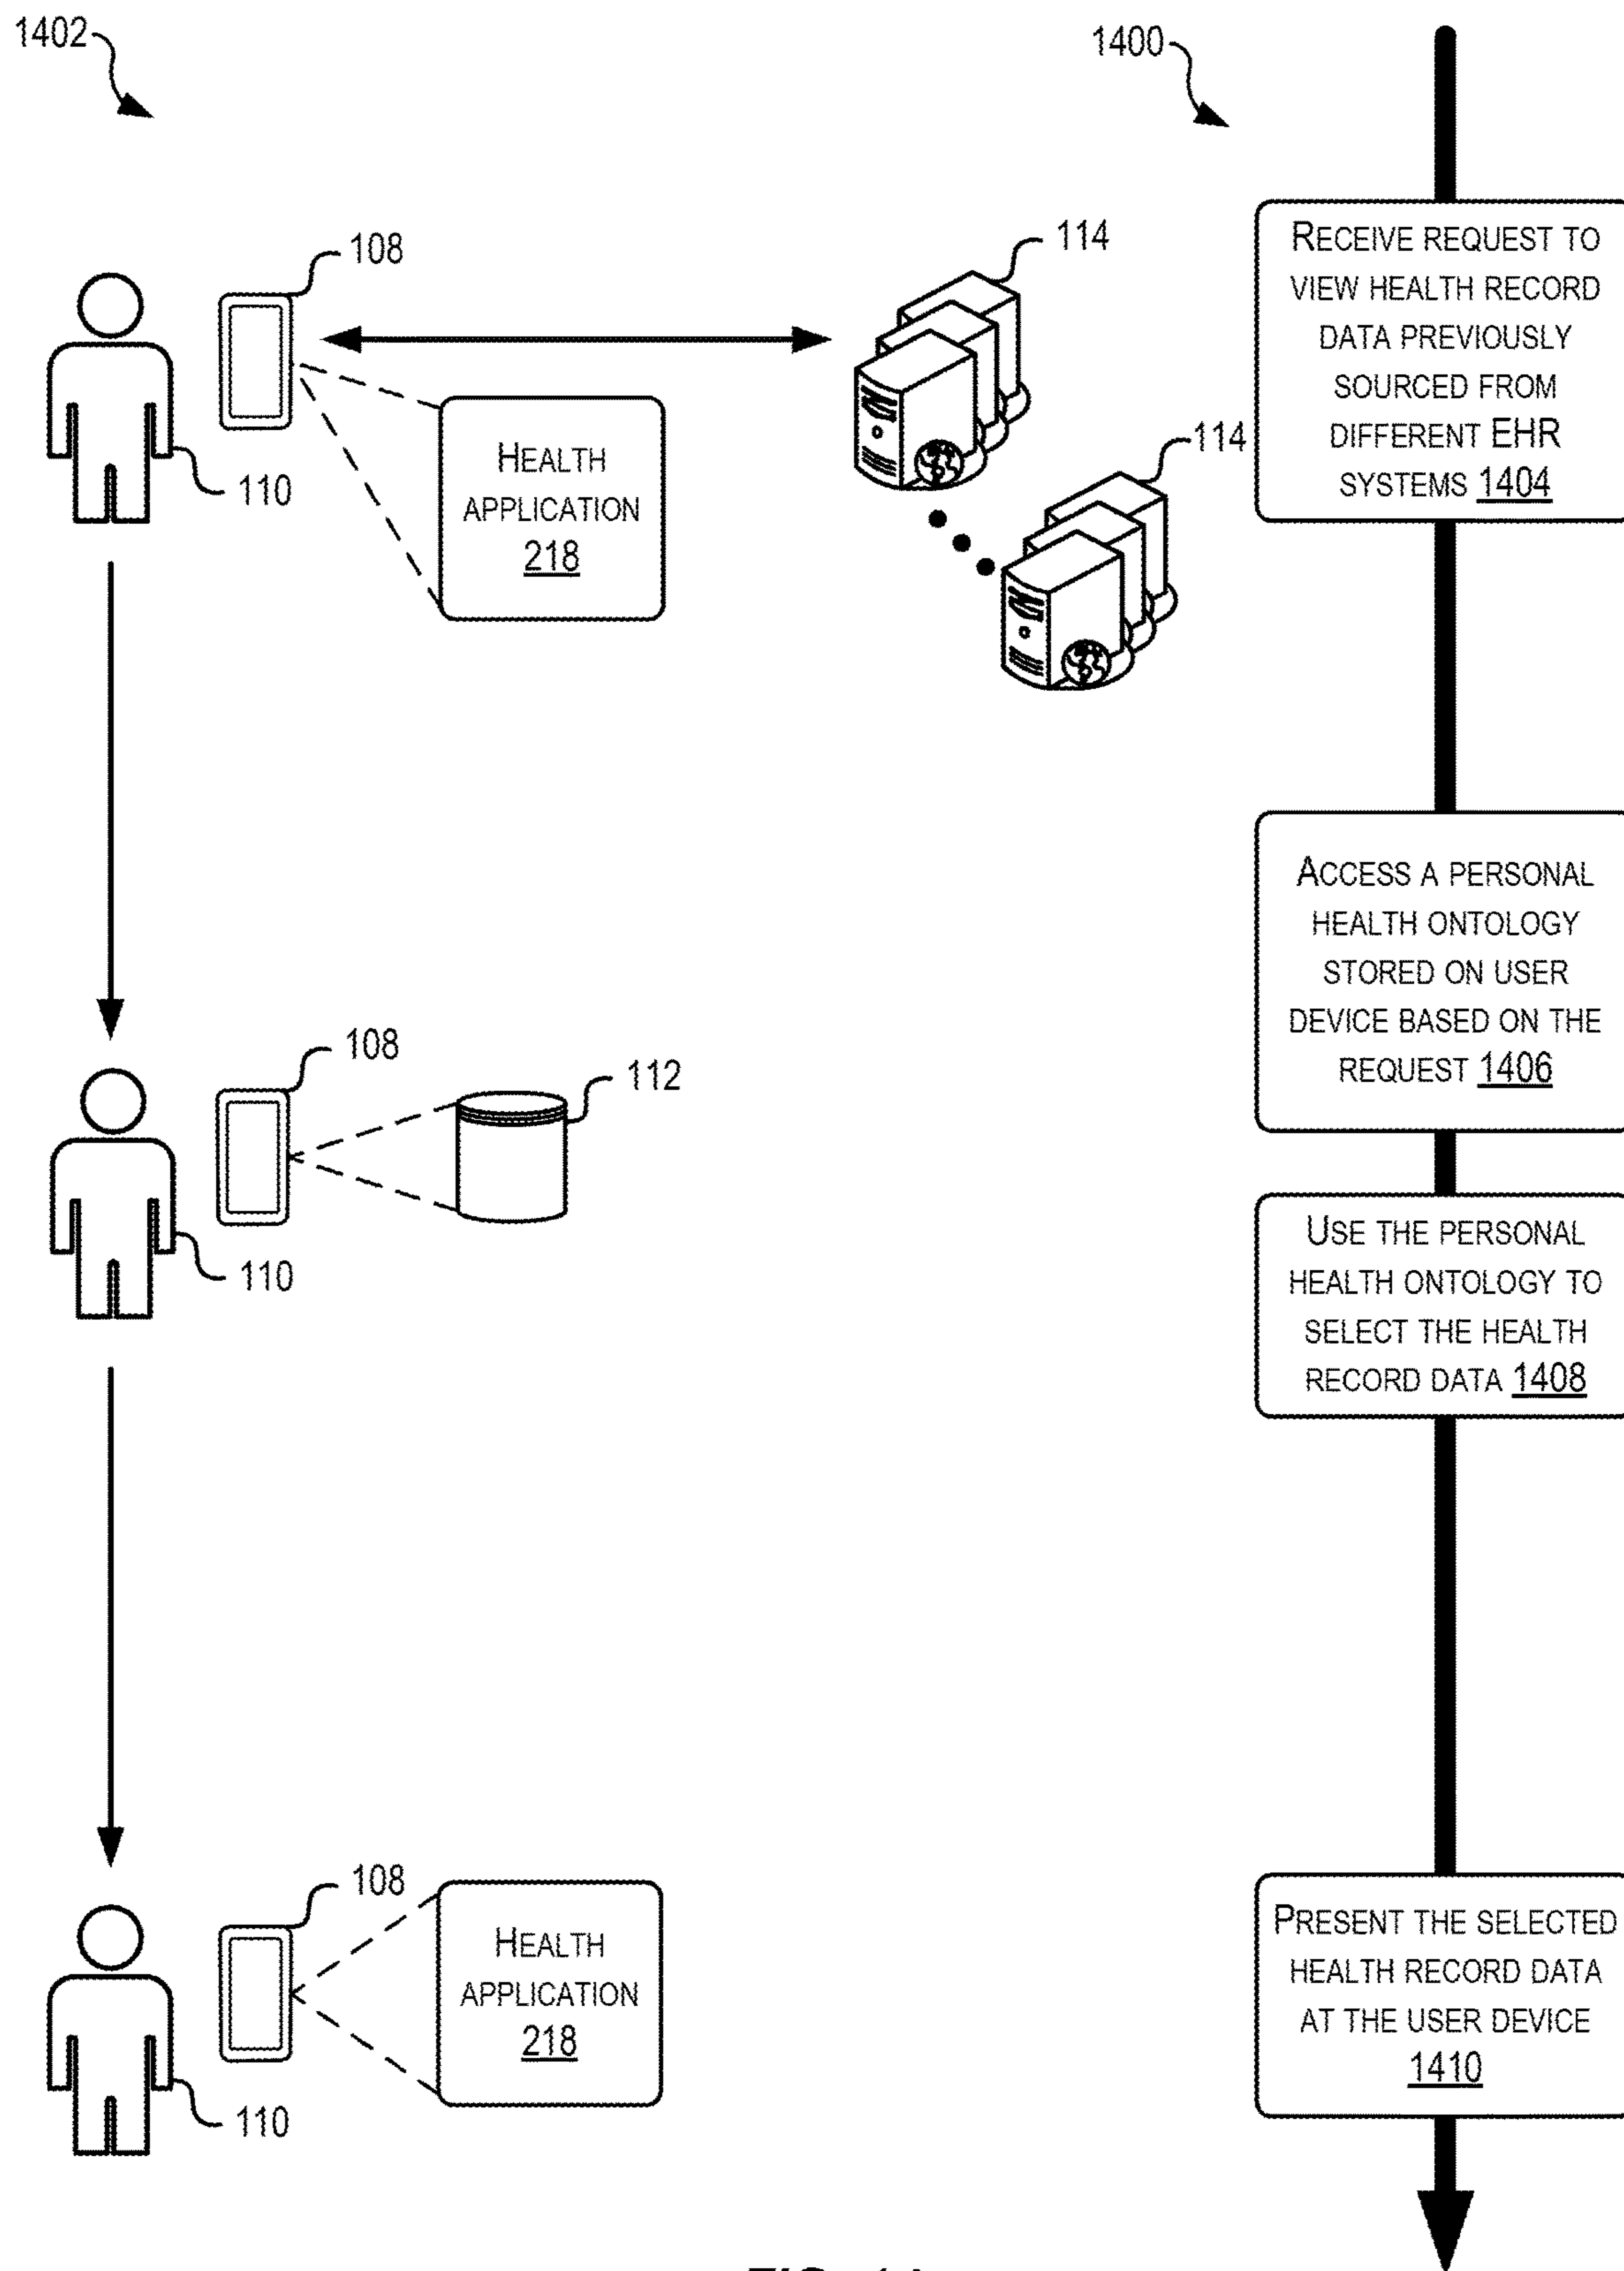 1402
1400
108
110
HEALTH
APPLICATION
218
114
114
RECEIVE REQUEST TO
VIEW HEALTH RECORD
DATA PREVIOUSLY
SOURCED FROM
DIFFERENT EHR
SYSTEMS 1404
108
110
112
ACCESS A PERSONAL
HEALTH ONTOLOGY
STORED ON USER
DEVICE BASED ON THE
REQUEST 1406
USE THE PERSONAL
HEALTH ONTOLOGY TO
SELECT THE HEALTH
RECORD DATA 1408
108
110
HEALTH
APPLICATION
218
PRESENT THE SELECTED
HEALTH RECORD DATA
AT THE USER DEVICE
1410